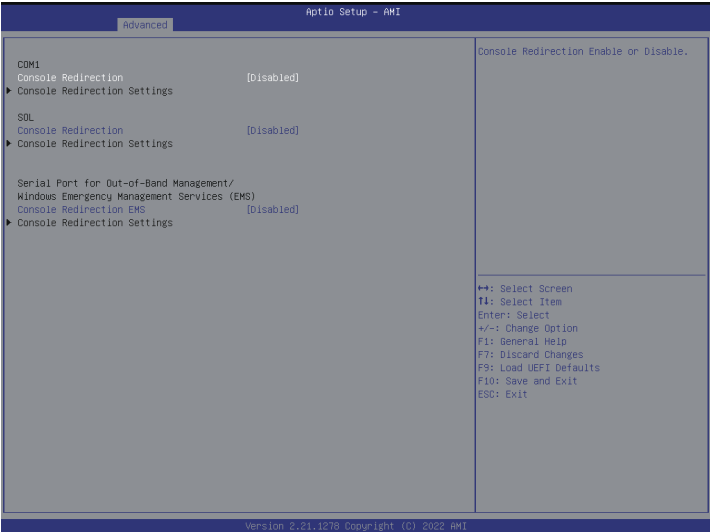 Aptio Setup – AMI
Advanced
COM1
Console Redirection [Disabled]
Console Redirection Settings
SOL
Console Redirection [Disabled]
Console Redirection Settings
Serial Port for Out-of-Band Management/
Windows Emergency Management Services (EMS)
Console Redirection EMS [Disabled]
Console Redirection Settings
Console Redirection Enable or Disable.
↔: Select Screen
↑↓: Select Item
Enter: Select
+/-: Change Option
F1: General Help
F7: Discard Changes
F9: Load UEFI Defaults
F10: Save and Exit
ESC: Exit
Version 2.21.1278 Copyright (C) 2022 AMI